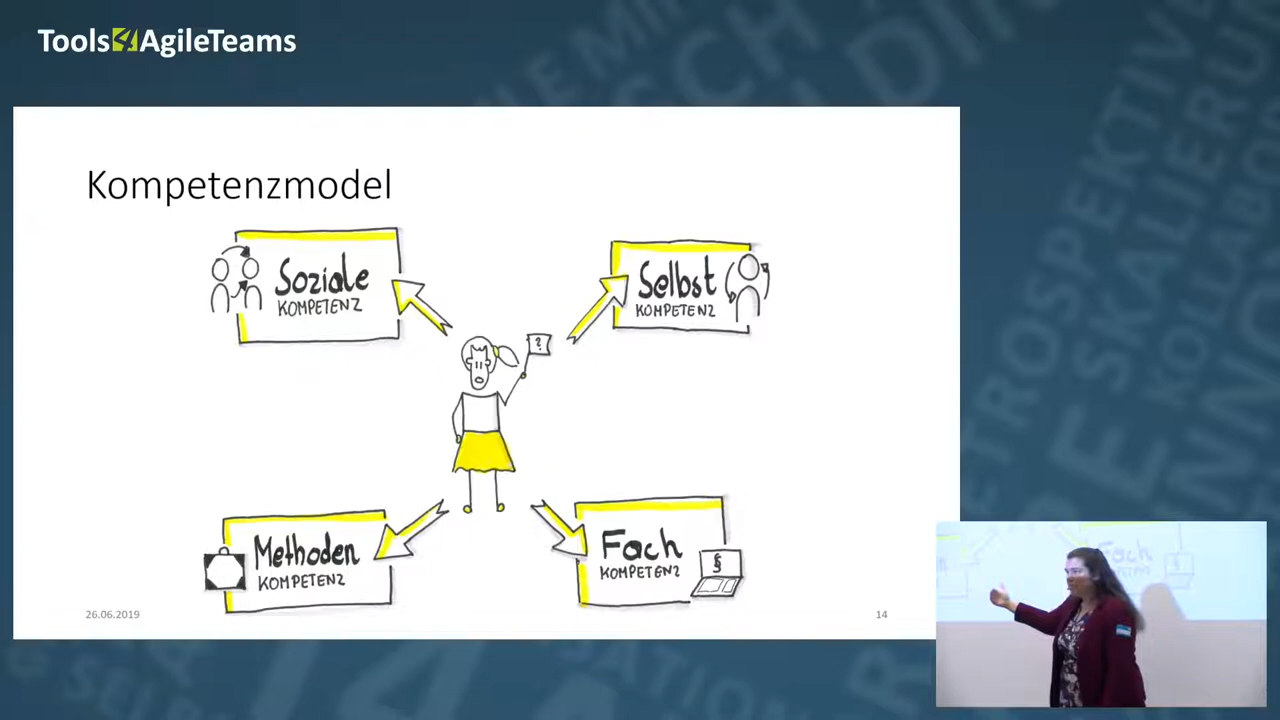 Tools4AgileTeams
Kompetenzmodel
Soziale
KOMPETENZ
Selbst
KOMPETENZ
?
Methoden
KOMPETENZ
Fach
KOMPETENZ
§
26.06.2019
14